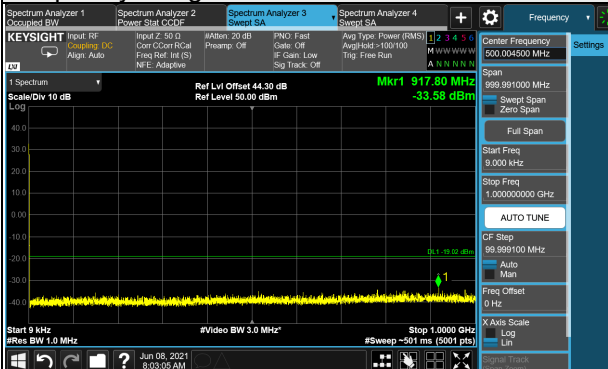 Spectrum Analyzer 1
Occupied BW
Spectrum Analyzer 2
Power Stat CCDF
Spectrum Analyzer 3
Swept SA
Spectrum Analyzer 4
Swept SA
Frequency
KEYSIGHT
Input: RF
Coupling: DC
Align: Auto
Input Z: 50 Ω
Corr CCorr RCal
Freq Ref: Int (S)
NFE: Adaptive
#Atten: 20 dB
Preamp: Off
PNO: Fast
Gate: Off
IF Gain: Low
Sig Track: Off
Avg Type: Power (RMS)
Avg|Hold:>100/100
Trig: Free Run
1 2 3 4 5 6
M W W W W W
A N N N N N
LXI
1 Spectrum
Scale/Div 10 dB
Log
Ref Lvl Offset 44.30 dB
Ref Level 50.00 dBm
Mkr1 917.80 MHz
-33.58 dBm
40.0
30.0
20.0
10.0
0.00
-10.0
-20.0
-30.0
-40.0
DL1 -19.02 dBm
1
Start 9 kHz
#Res BW 1.0 MHz
#Video BW 3.0 MHz*
Stop 1.0000 GHz
#Sweep ~501 ms (5001 pts)
Jun 08, 2021
8:03:05 AM
Center Frequency
500.004500 MHz
Settings
Span
999.991000 MHz
Swept Span
Zero Span
Full Span
Start Freq
9.000 kHz
Stop Freq
1.000000000 GHz
AUTO TUNE
CF Step
99.999100 MHz
Auto
Man
Freq Offset
0 Hz
X Axis Scale
Log
Lin
Signal Track